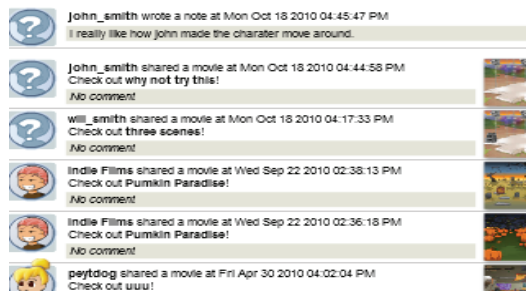 john_smith wrote a note at Mon Oct 18 2010 04:45:47 PM
I really like how john made the charater move around.
john_smith shared a movie at Mon Oct 18 2010 04:44:58 PM
Check out why not try this!
No comment
will_smith shared a movie at Mon Oct 18 2010 04:17:33 PM
Check out three scenes!
No comment
Indie Films shared a movie at Wed Sep 22 2010 02:38:13 PM
Check out Pumkin Paradise!
No comment
Indie Films shared a movie at Wed Sep 22 2010 02:36:18 PM
Check out Pumkin Paradise!
No comment
peytdog shared a movie at Fri Apr 30 2010 04:02:04 PM
Check out uuu!